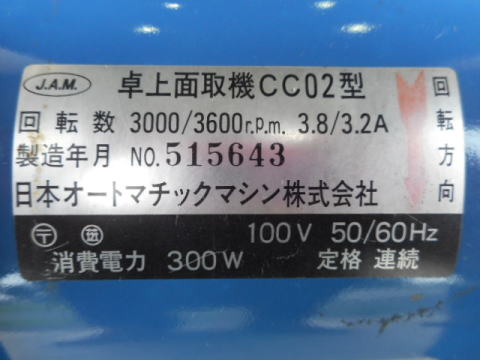 J.A.M. 卓上面取機CC02型
回転数 3000/3600r.p.m. 3.8/3.2A
製造年月 NO.515643
日本オートマチックマシン株式会社
回転方向
〒 100V 50/60Hz
消費電力 300W 定格 連続